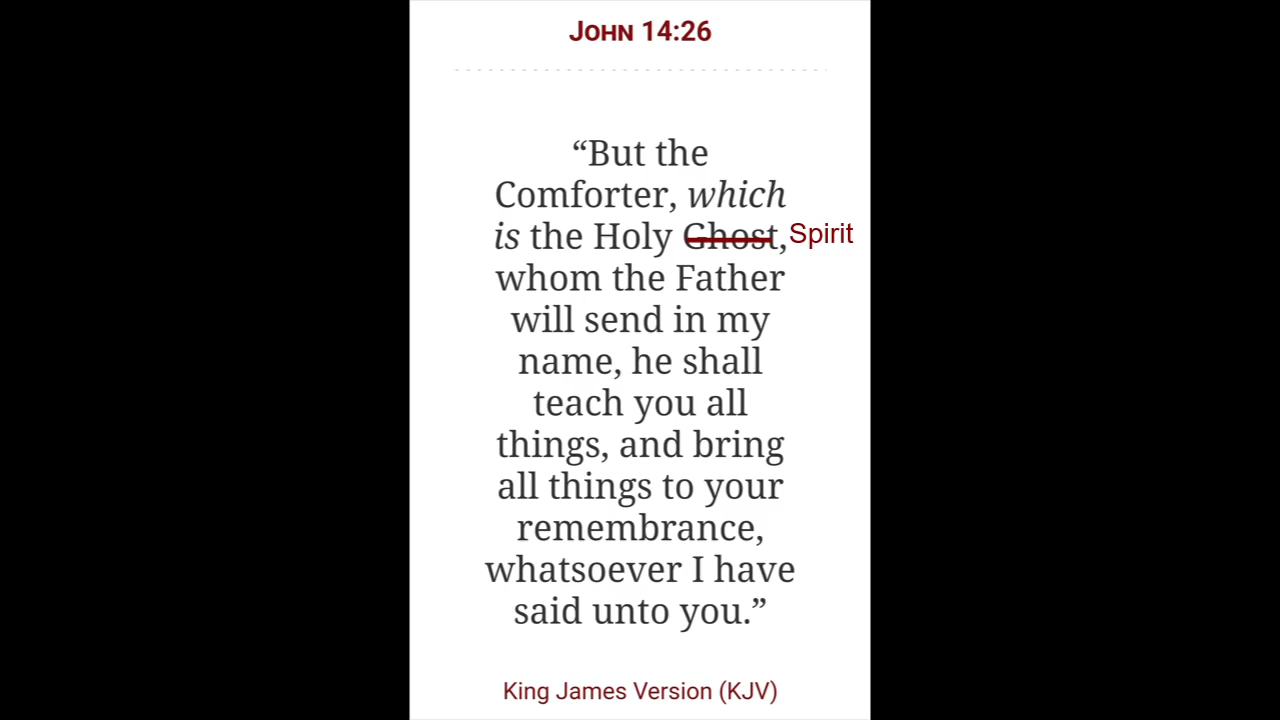 John 14:26
“But the
Comforter, which
is the Holy Ghost, Spirit
whom the Father
will send in my
name, he shall
teach you all
things, and bring
all things to your
remembrance,
whatsoever I have
said unto you.”
King James Version (KJV)